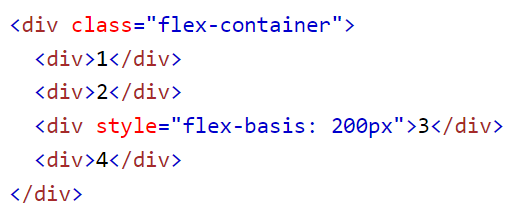 <div class="flex-container">
  <div>1</div>
  <div>2</div>
  <div style="flex-basis: 200px">3</div>
  <div>4</div>
</div>